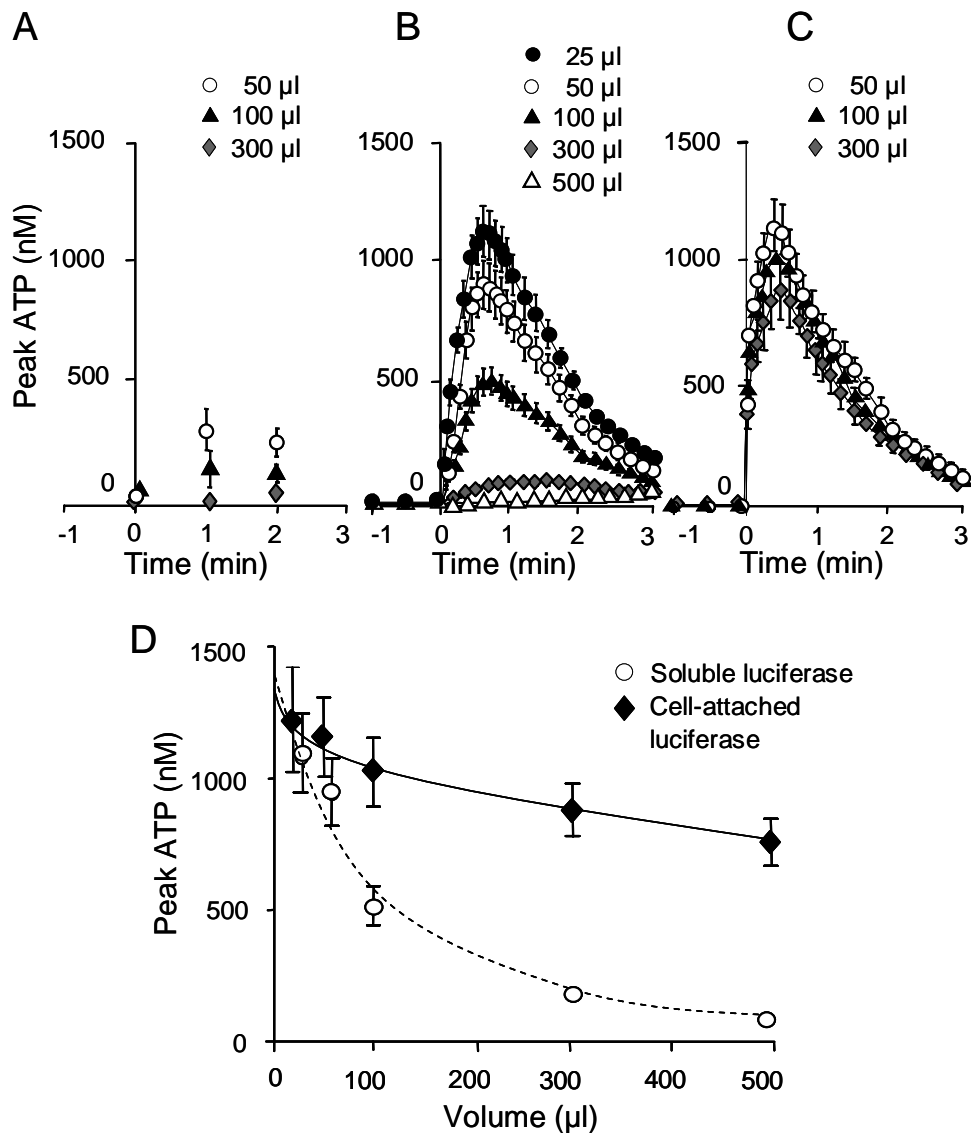 A
50 µl
100 µl
300 µl
1500
1000
500
0
Peak ATP (nM)
-1
0
1
2
3
Time (min)
B
25 µl
50 µl
100 µl
300 µl
500 µl
1500
1000
500
0
-1
0
1
2
3
Time (min)
C
50 µl
100 µl
300 µl
1500
1000
500
0
-1
0
1
2
3
Time (min)
D
Soluble luciferase
Cell-attached
luciferase
1500
1000
500
0
Peak ATP (nM)
0
100
200
300
400
500
Volume (µl)